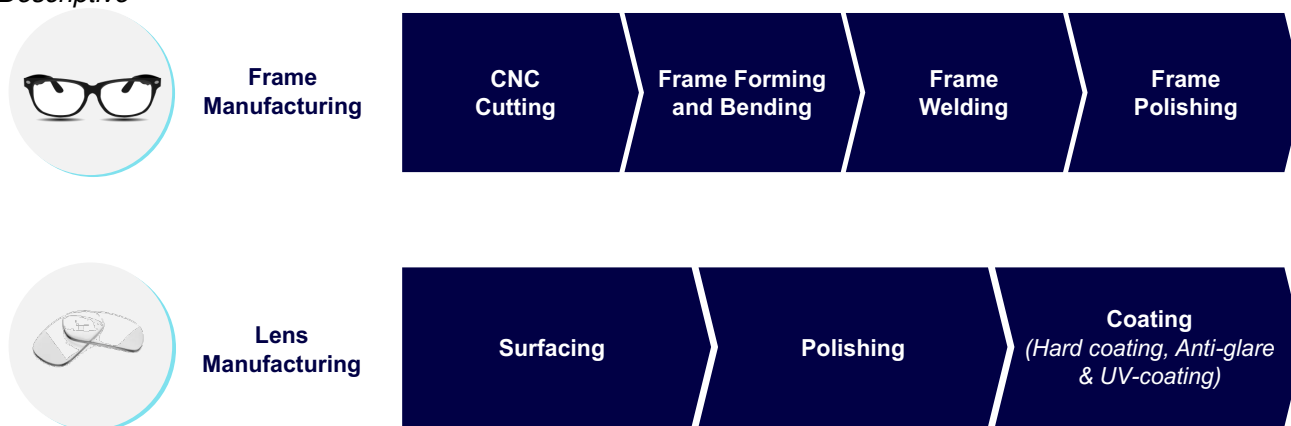 Descriptive
Frame
Manufacturing
CNC
Cutting
Frame Forming
and Bending
Frame
Welding
Frame
Polishing
Lens
Manufacturing
Surfacing
Polishing
Coating
(Hard coating, Anti-glare
& UV-coating)